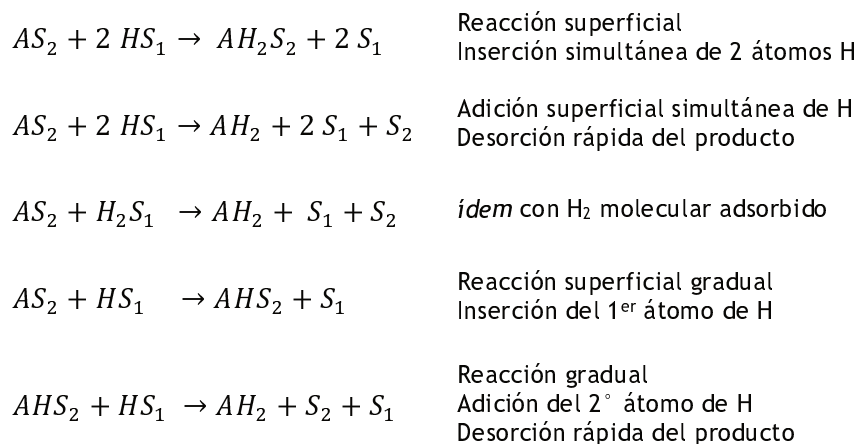 AS₂ + 2 HS₁ → AH₂S₂ + 2 S₁
Reacción superficial
Inserción simultánea de 2 átomos H
AS₂ + 2 HS₁ → AH₂ + 2 S₁ + S₂
Adición superficial simultánea de H
Desorción rápida del producto
AS₂ + H₂S₁ → AH₂ + S₁ + S₂
ídem con H₂ molecular adsorbido
AS₂ + HS₁ → AHS₂ + S₁
Reacción superficial gradual
Inserción del 1ᵉʳ átomo de H
AHS₂ + HS₁ → AH₂ + S₂ + S₁
Reacción gradual
Adición del 2° átomo de H
Desorción rápida del producto